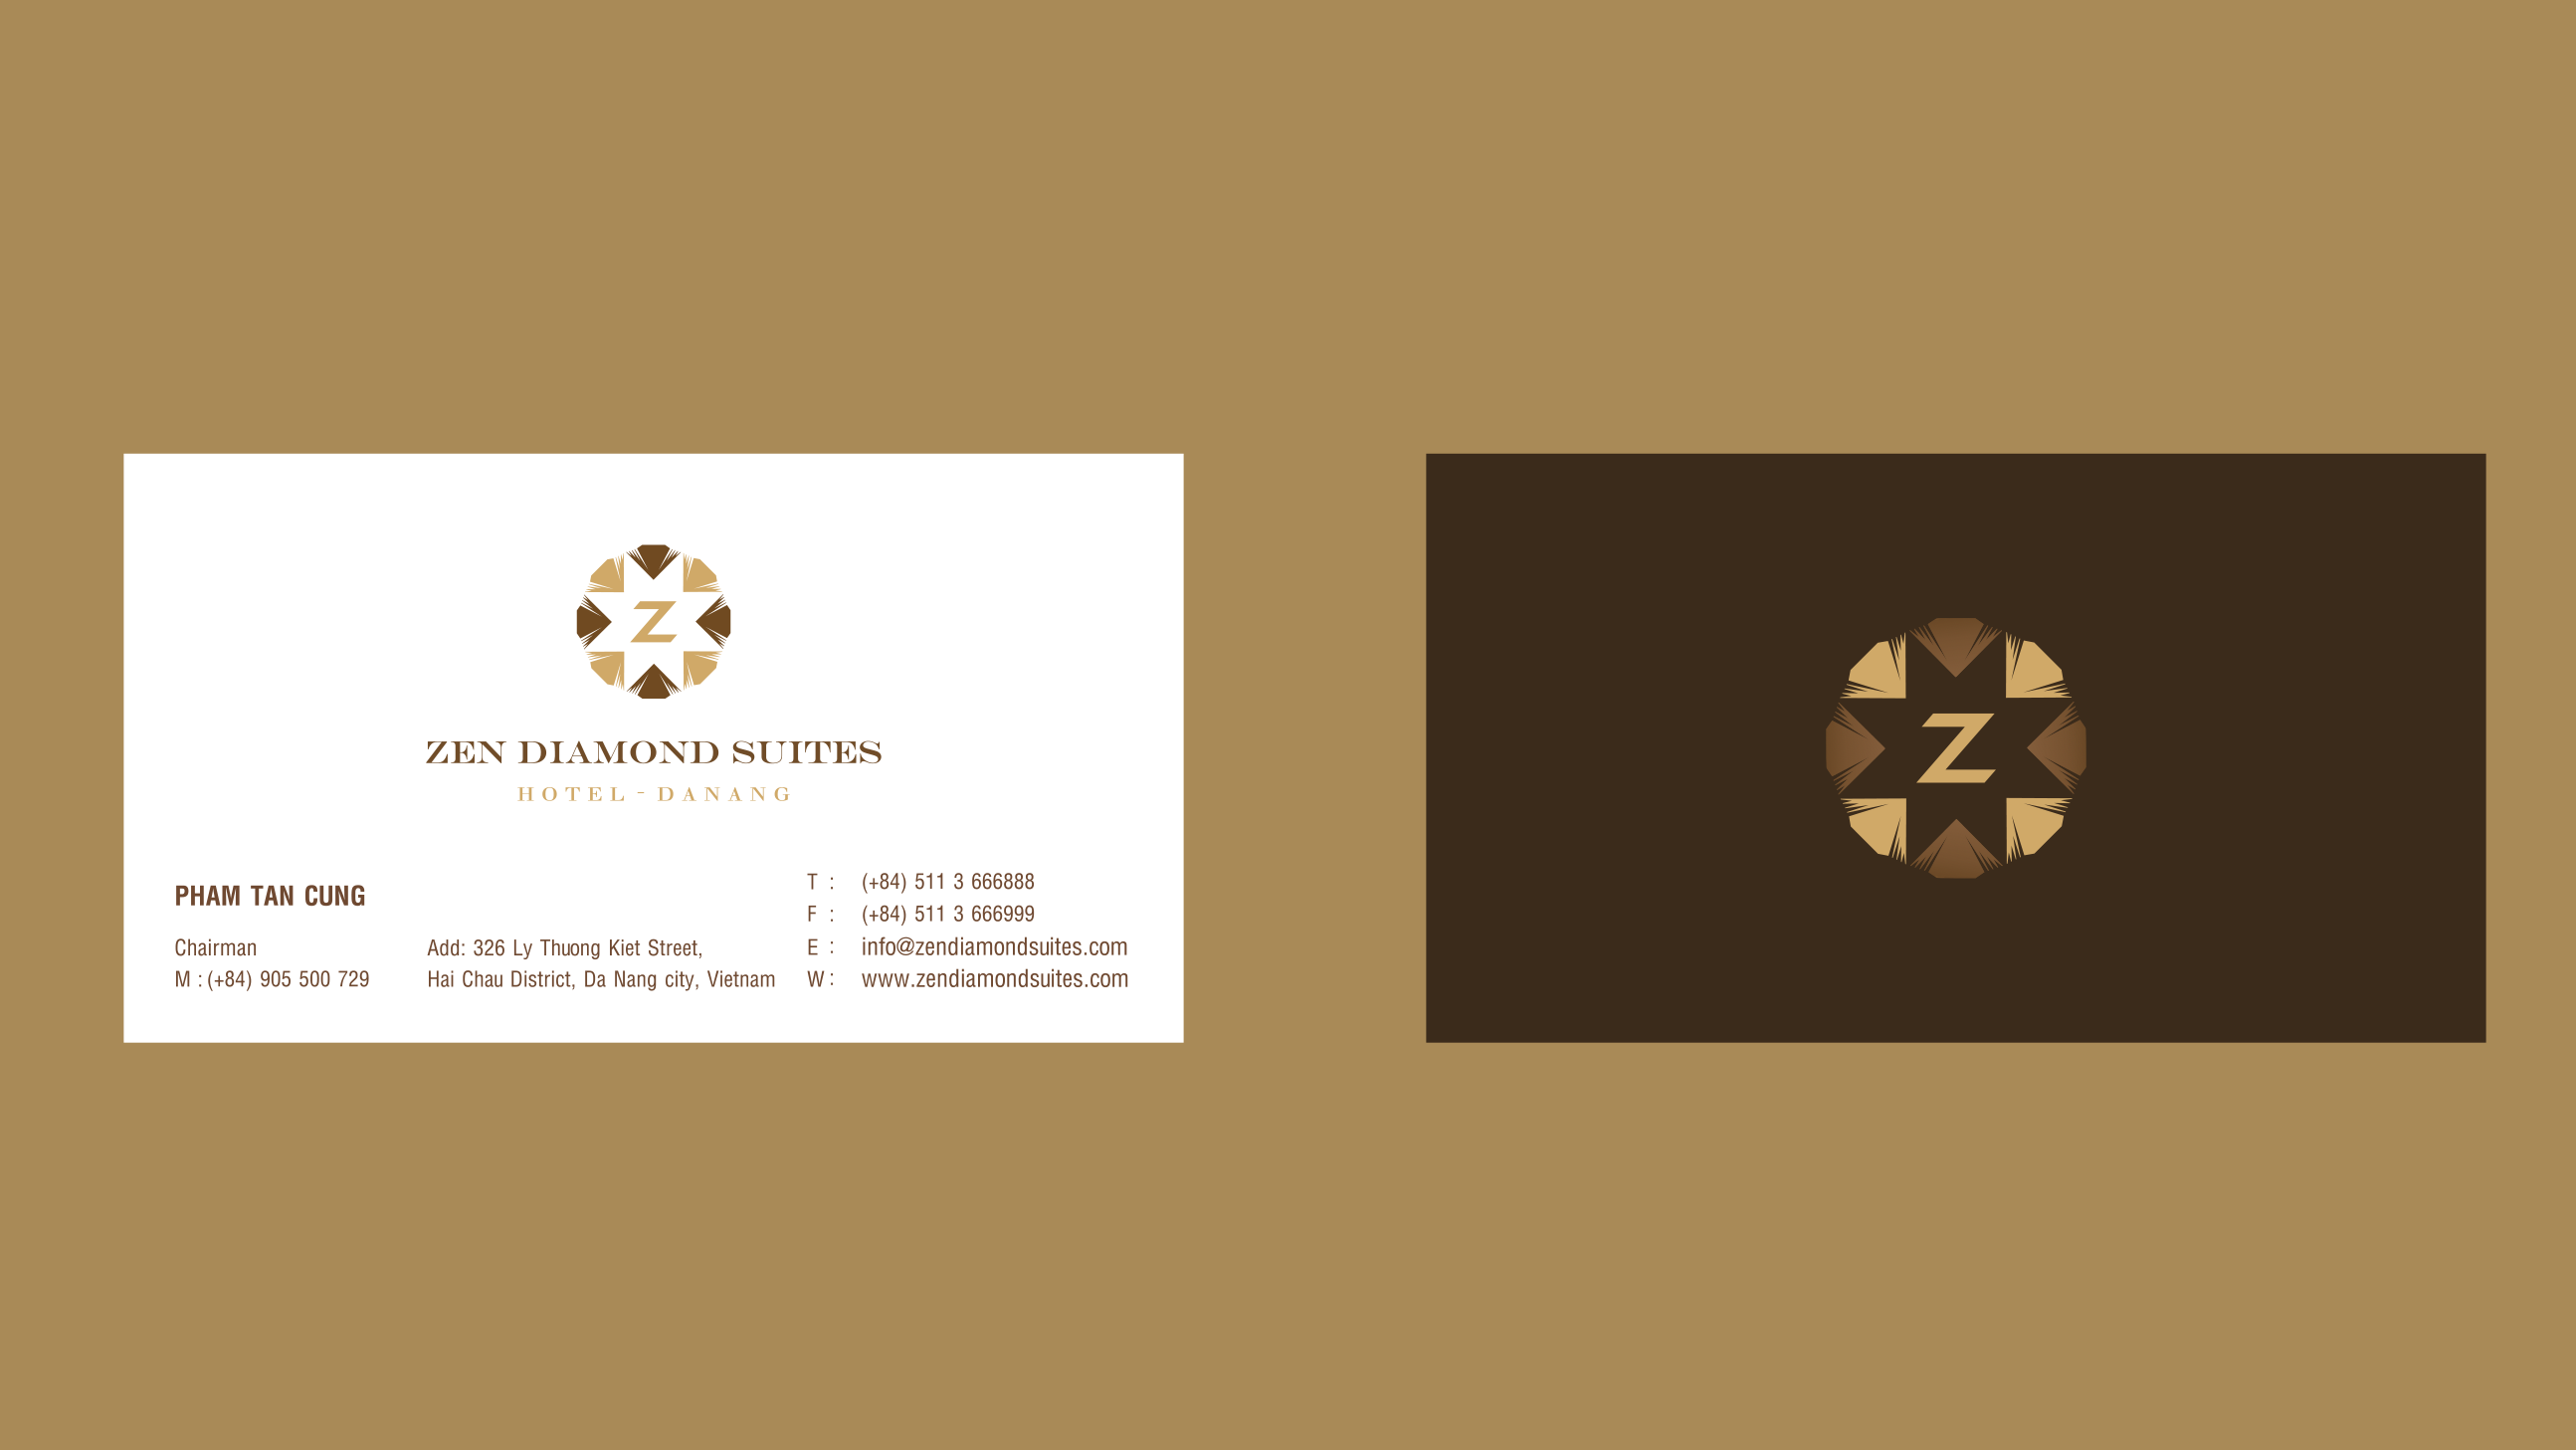 Z
ZEN DIAMOND SUITES
HOTEL - DANANG
PHAM TAN CUNG
Chairman
M : (+84) 905 500 729
Add: 326 Ly Thuong Kiet Street,
Hai Chau District, Da Nang city, Vietnam
T : (+84) 511 3 666888
F : (+84) 511 3 666999
E : info@zendiamondsuites.com
W : www.zendiamondsuites.com
Z